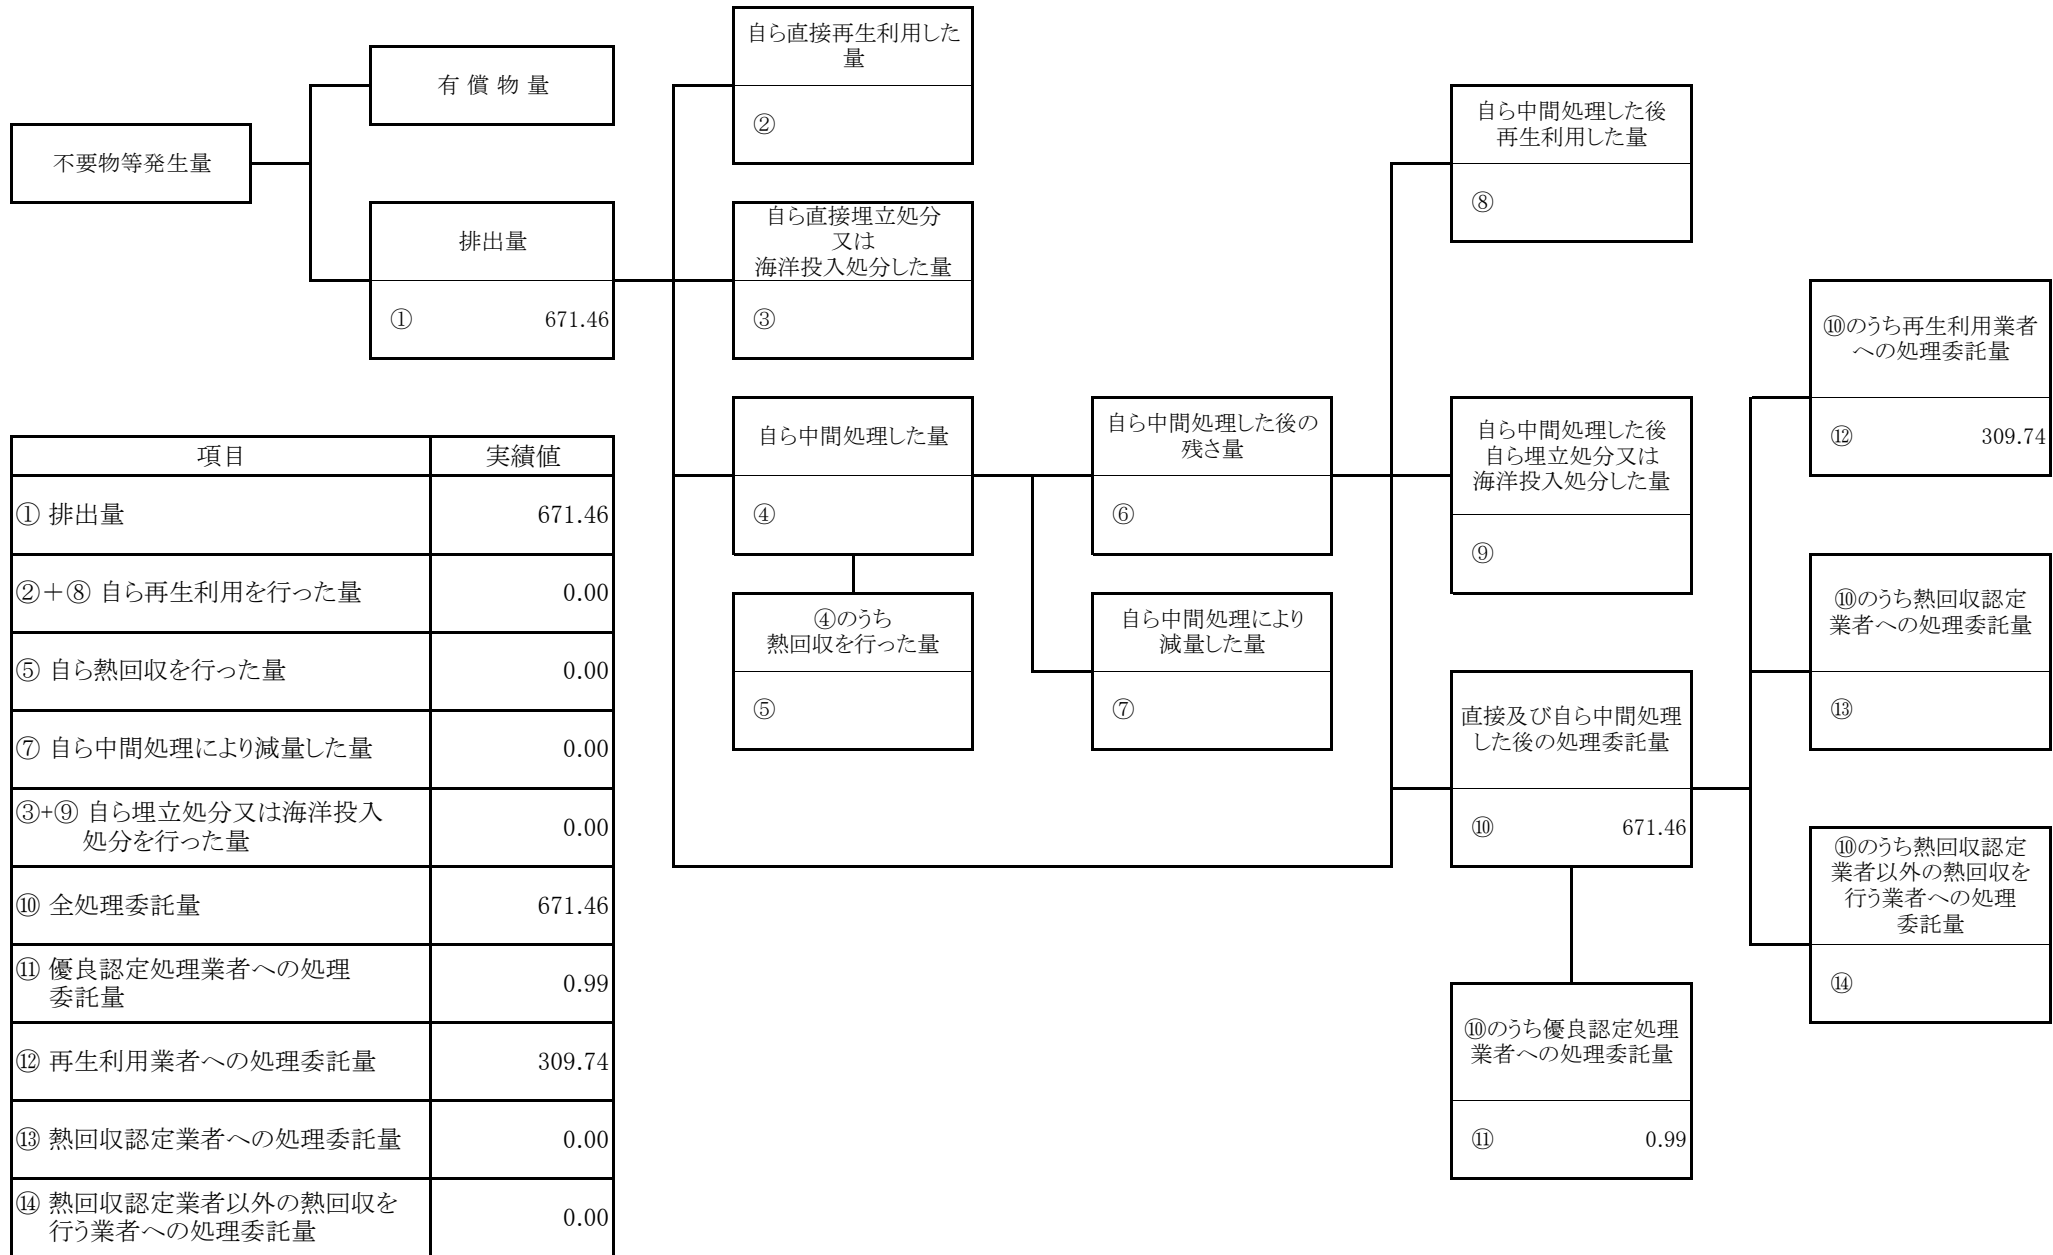 不要物等発生量
有 償 物 量
排出量
① 671.46
自ら直接再生利用した
量
②
自ら直接埋立処分
又は
海洋投入処分した量
③
自ら中間処理した量
④
④のうち
熱回収を行った量
⑤
自ら中間処理した後の
残さ量
⑥
自ら中間処理により
減量した量
⑦
自ら中間処理した後
再生利用した量
⑧
自ら中間処理した後
自ら埋立処分又は
海洋投入処分した量
⑨
直接及び自ら中間処理
した後の処理委託量
⑩ 671.46
⑩のうち優良認定処理
業者への処理委託量
⑪ 0.99
⑩のうち再生利用業者
への処理委託量
⑫ 309.74
⑩のうち熱回収認定
業者への処理委託量
⑬
⑩のうち熱回収認定
業者以外の熱回収を
行う業者への処理
委託量
⑭
項目 実績値
① 排出量 671.46
②＋⑧ 自ら再生利用を行った量 0.00
⑤ 自ら熱回収を行った量 0.00
⑦ 自ら中間処理により減量した量 0.00
③+⑨ 自ら埋立処分又は海洋投入
処分を行った量 0.00
⑩ 全処理委託量 671.46
⑪ 優良認定処理業者への処理
委託量 0.99
⑫ 再生利用業者への処理委託量 309.74
⑬ 熱回収認定業者への処理委託量 0.00
⑭ 熱回収認定業者以外の熱回収を
行う業者への処理委託量 0.00